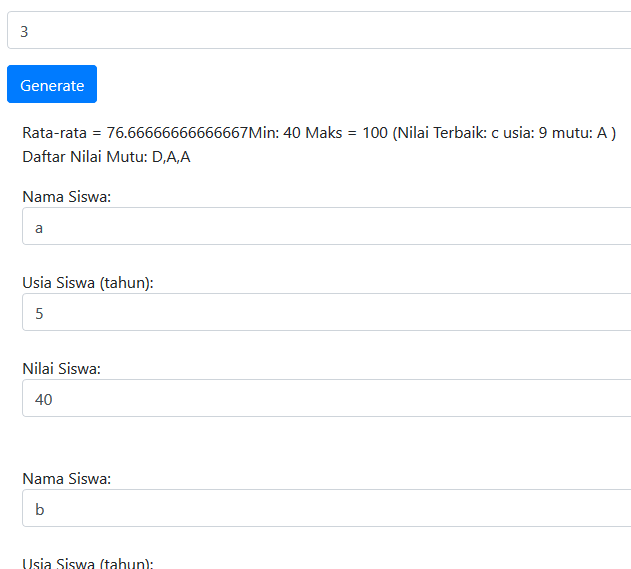 3
Generate
Rata-rata = 76.66666666666667Min: 40 Maks = 100 (Nilai Terbaik: c usia: 9 mutu: A )
Daftar Nilai Mutu: D,A,A
Nama Siswa:
a
Usia Siswa (tahun):
5
Nilai Siswa:
40
Nama Siswa:
b
Usia Siswa (tahun):